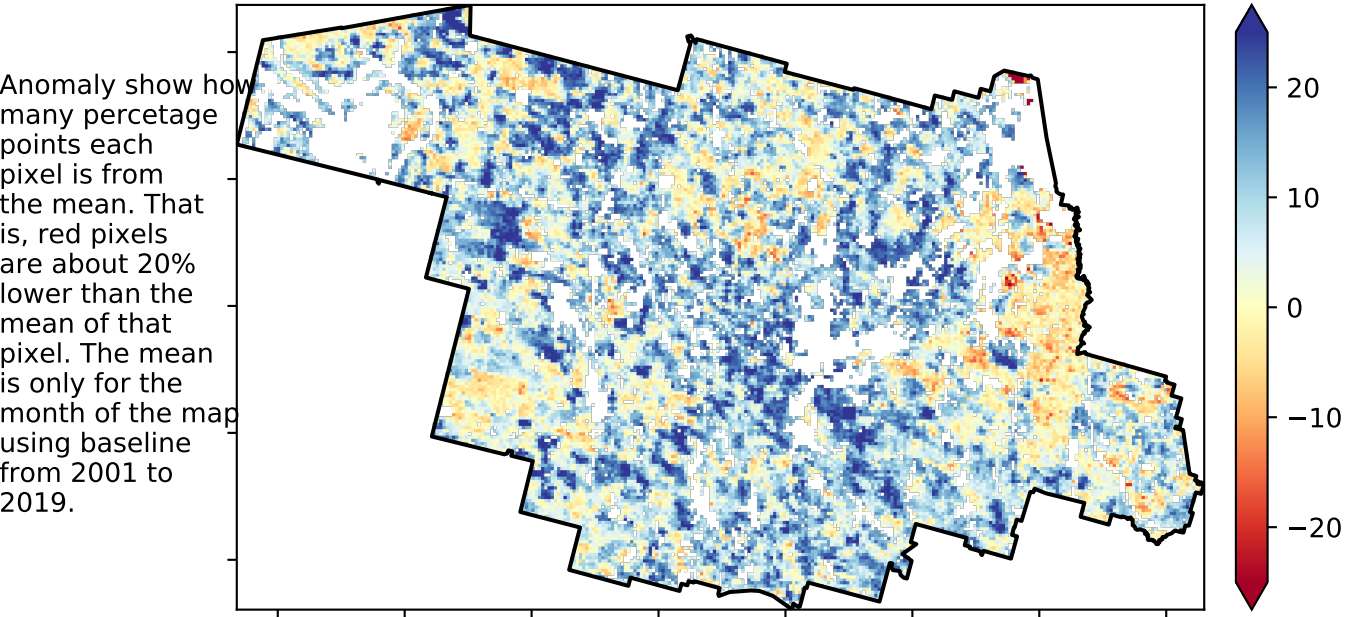 Anomaly show how
many percetage
points each
pixel is from
the mean. That
is, red pixels
are about 20%
lower than the
mean of that
pixel. The mean
is only for the
month of the map
using baseline
from 2001 to
2019.
20
10
0
−10
−20